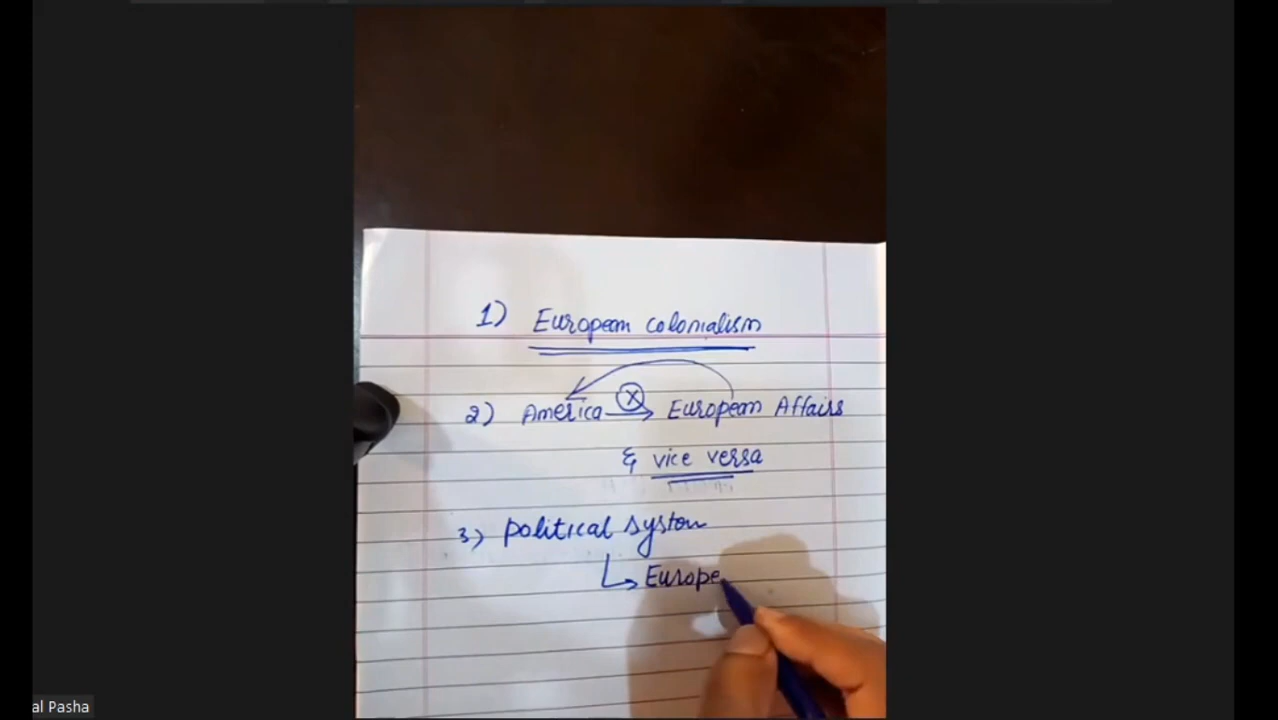 1) European colonialism
2) America European Affairs
& vice versa
3) Political system
Europe
al Pasha